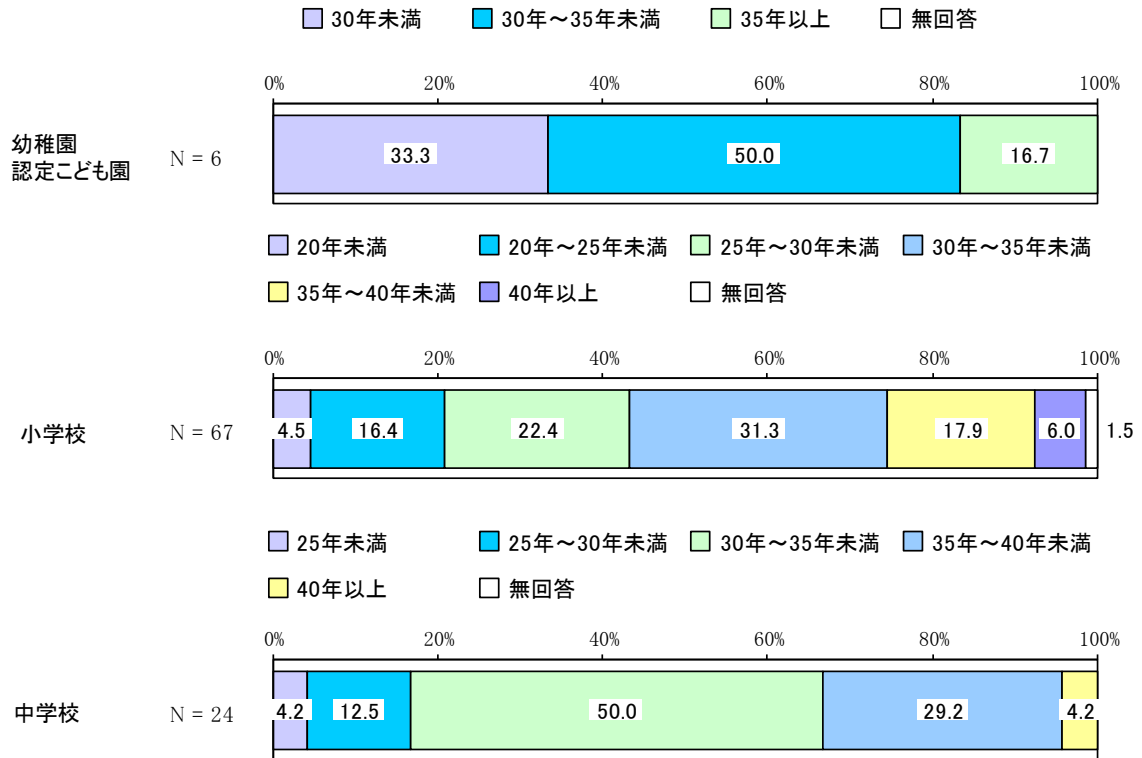 30年未満 30年～35年未満 35年以上 無回答
0% 20% 40% 60% 80% 100%
幼稚園
認定こども園
N = 6
33.3 50.0 16.7
20年未満 20年～25年未満 25年～30年未満 30年～35年未満
35年～40年未満 40年以上 無回答
0% 20% 40% 60% 80% 100%
小学校 N = 67 4.5 16.4 22.4 31.3 17.9 6.0 1.5
25年未満 25年～30年未満 30年～35年未満 35年～40年未満
40年以上 無回答
0% 20% 40% 60% 80% 100%
中学校 N = 24 4.2 12.5 50.0 29.2 4.2